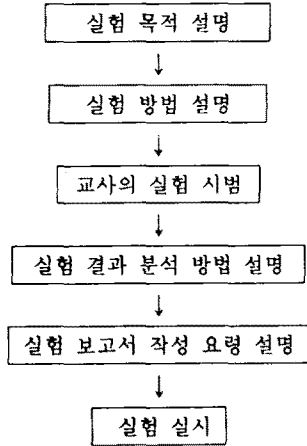 실험 목적 설명
실험 방법 설명
교사의 실험 시범
실험 결과 분석 방법 설명
실험 보고서 작성 요령 설명
실험 실시